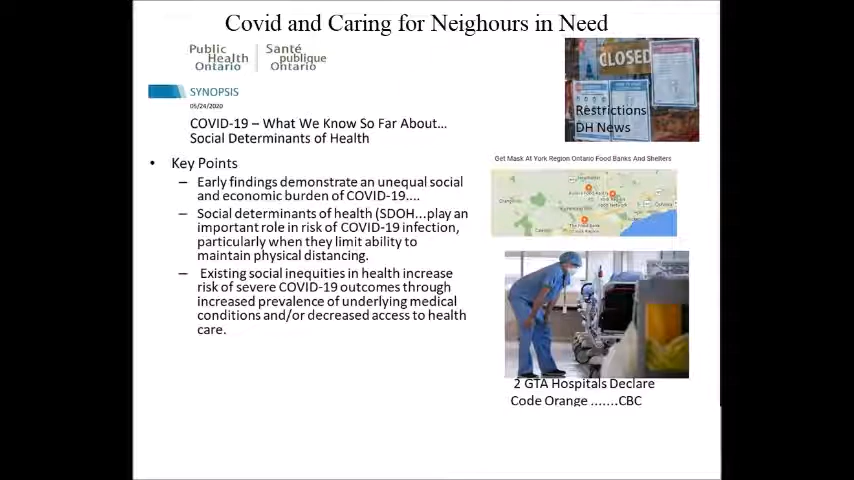 Covid and Caring for Neighours in Need
Public
Health
Ontario
Santé
publique
Ontario
SYNOPSIS
05/24/2020
COVID-19 – What We Know So Far About…
Social Determinants of Health
• Key Points
– Early findings demonstrate an unequal social
and economic burden of COVID-19....
– Social determinants of health (SDOH...play an
important role in risk of COVID-19 infection,
particularly when they limit ability to
maintain physical distancing.
– Existing social inequities in health increase
risk of severe COVID-19 outcomes through
increased prevalence of underlying medical
conditions and/or decreased access to health
care.
CLOSED
Restrictions
DH News
Get Mask At York Region Ontario Food Banks And Shelters
2 GTA Hospitals Declare
Code Orange .......CBC